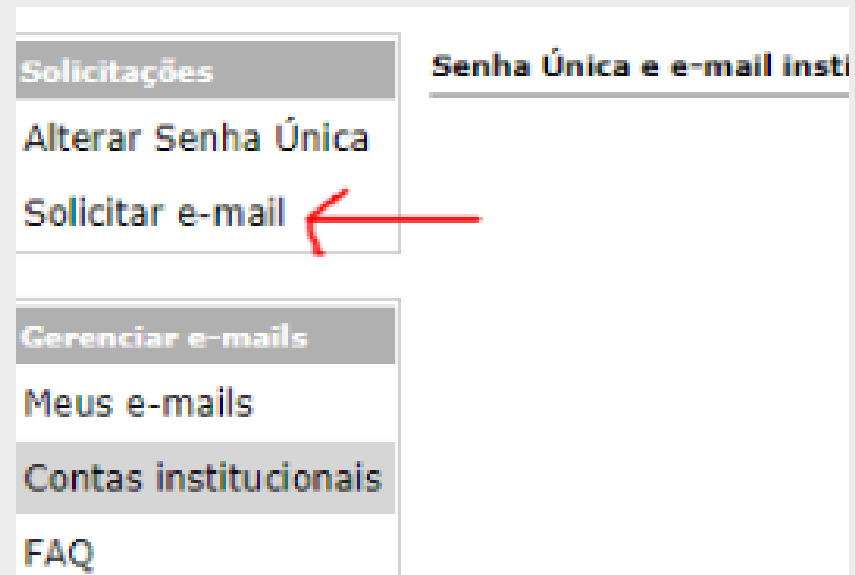 Solicitações
Alterar Senha Única
Solicitar e-mail
Gerenciar e-mails
Meus e-mails
Contas institucionais
FAQ
Senha Única e e-mail insti